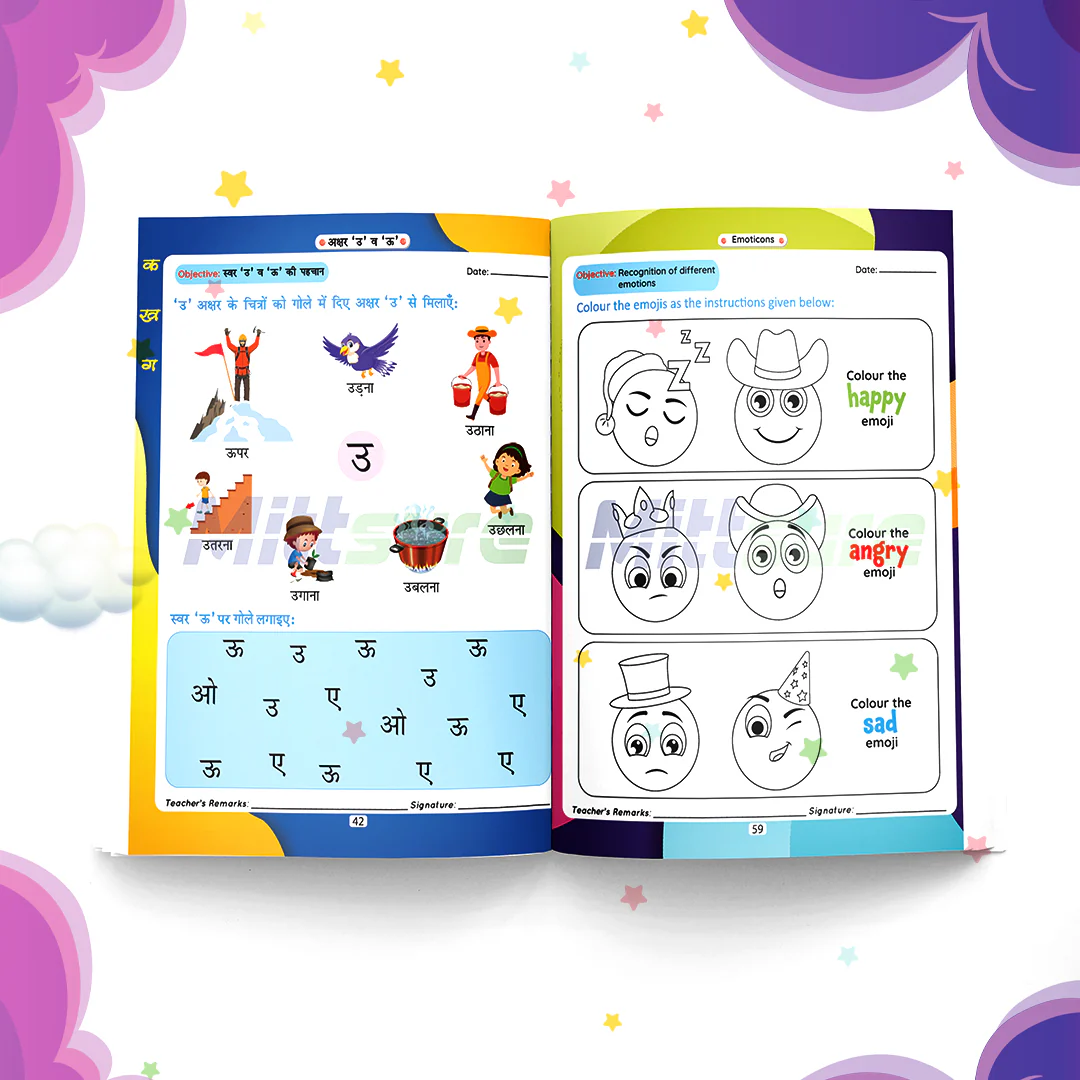 क
ख
ग
अक्षर ‘उ’ व ‘ऊ’
Objective: स्वर ‘उ’ व ‘ऊ’ की पहचान
Date:
‘उ’ अक्षर के चित्रों को गोले में दिए अक्षर ‘उ’ से मिलाएँ:
उड़ना
उठाना
ऊपर
उ
उतरना
उछलना
उगाना
उबलना
स्वर ‘ऊ’ पर गोले लगाइए:
ऊ उ ऊ ऊ
ओ उ ए उ ए
ओ ऊ
ऊ ए ऊ ए ए
Teacher's Remarks: Signature:
42
Emoticons
Objective: Recognition of different
emotions
Date:
Colour the emojis as the instructions given below:
z
z
z
Z
Colour the
happy
emoji
Colour the
angry
emoji
Colour the
sad
emoji
Teacher's Remarks: Signature:
59
Mittsure
Mittsure